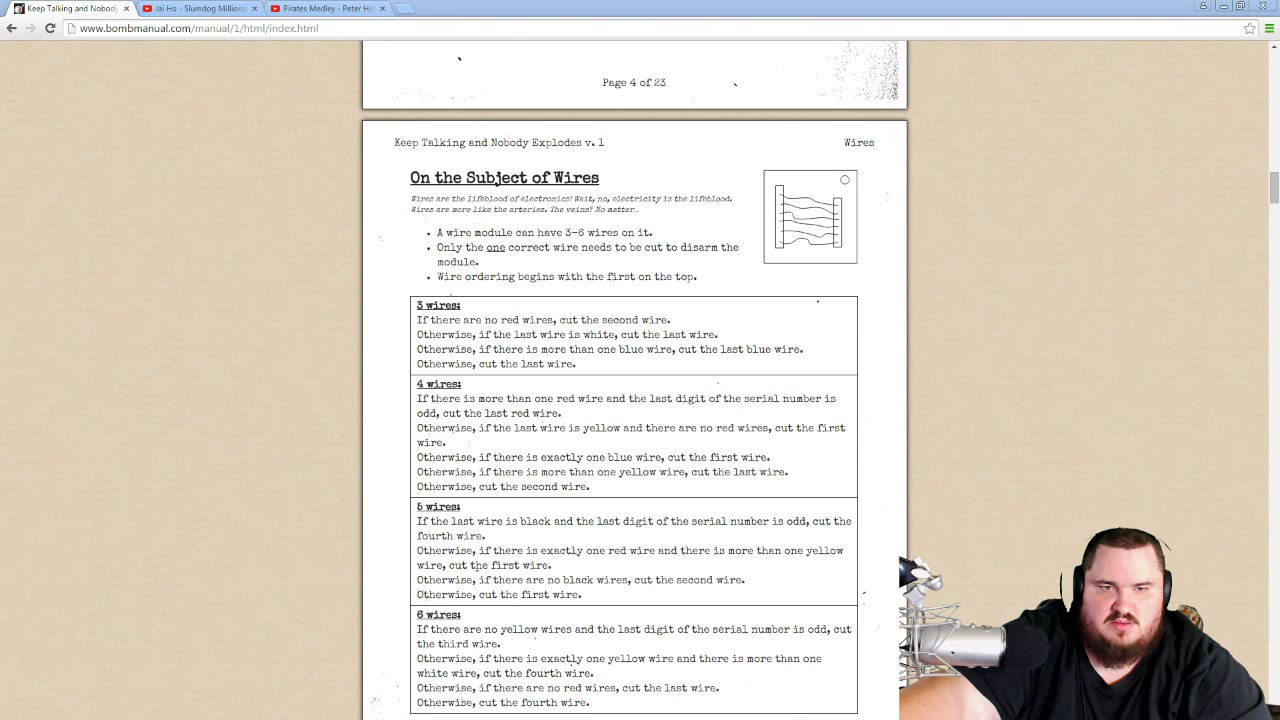 Keep Talking and Nobody
Jai Ho - Slumdog Millions
Pirates Medley - Peter Ho
www.bombmanual.com/manual/1/html/index.html
Page 4 of 23
Keep Talking and Nobody Explodes v. 1
Wires
On the Subject of Wires
Wires are the lifeblood of electronics! Wait, no, electricity is the lifeblood.
Wires are more like the arteries. The veins? No matter…
• A wire module can have 3-6 wires on it.
• Only the one correct wire needs to be cut to disarm the
module.
• Wire ordering begins with the first on the top.
3 wires:
If there are no red wires, cut the second wire.
Otherwise, if the last wire is white, cut the last wire.
Otherwise, if there is more than one blue wire, cut the last blue wire.
Otherwise, cut the last wire.
4 wires:
If there is more than one red wire and the last digit of the serial number is
odd, cut the last red wire.
Otherwise, if the last wire is yellow and there are no red wires, cut the first
wire.
Otherwise, if there is exactly one blue wire, cut the first wire.
Otherwise, if there is more than one yellow wire, cut the last wire.
Otherwise, cut the second wire.
5 wires:
If the last wire is black and the last digit of the serial number is odd, cut the
fourth wire.
Otherwise, if there is exactly one red wire and there is more than one yellow
wire, cut the first wire.
Otherwise, if there are no black wires, cut the second wire.
Otherwise, cut the first wire.
6 wires:
If there are no yellow wires and the last digit of the serial number is odd, cut
the third wire.
Otherwise, if there is exactly one yellow wire and there is more than one
white wire, cut the fourth wire.
Otherwise, if there are no red wires, cut the last wire.
Otherwise, cut the fourth wire.